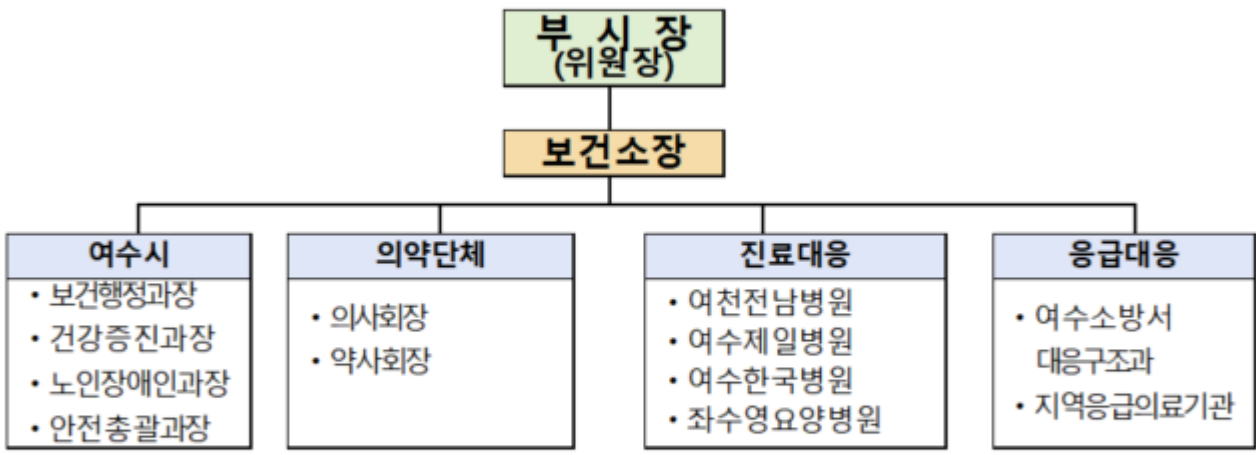 부 시 장
(위원장)
보건소장
여수시
• 보건행정과장
• 건강증진과장
• 노인장애인과장
• 안전총괄과장
의약단체
• 의사회장
• 약사회장
진료대응
• 여천전남병원
• 여수제일병원
• 여수한국병원
• 좌수영요양병원
응급대응
• 여수소방서
대응구조과
• 지역응급의료기관